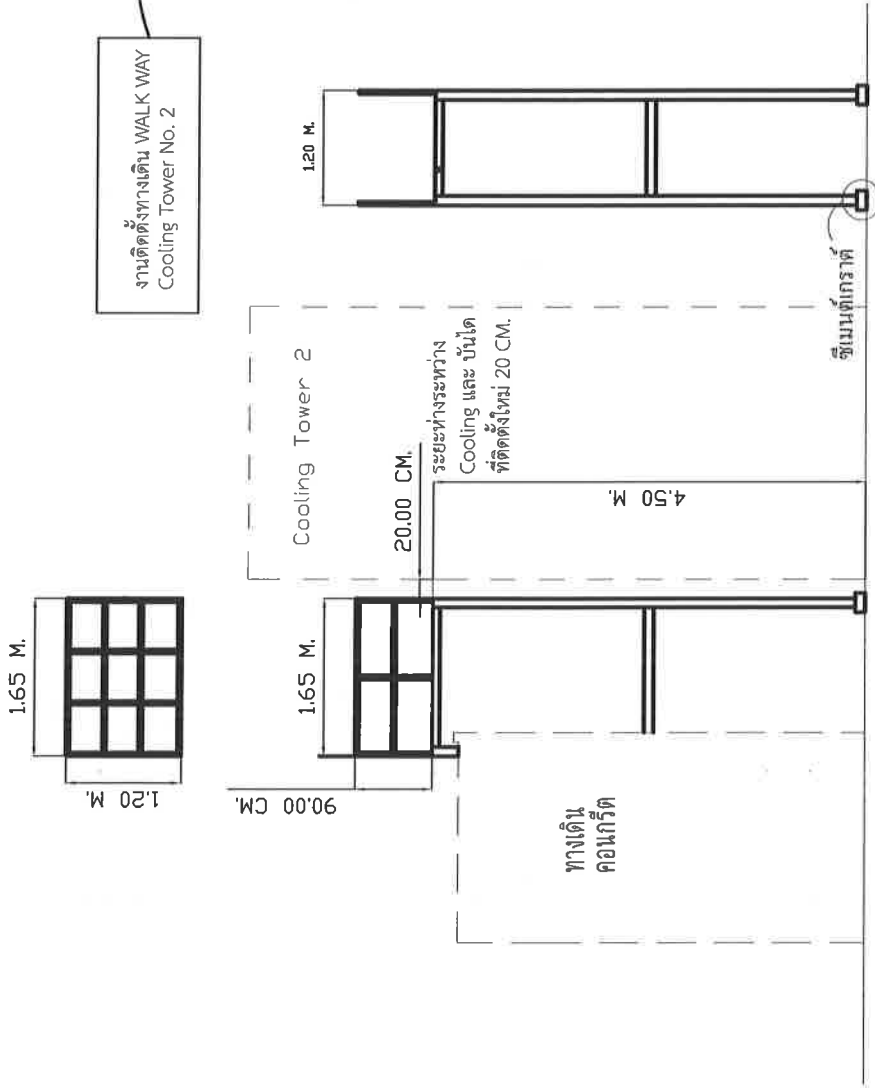 งานติดตั้งทางเดิน WALK WAY
Cooling Tower No. 2
1.65 M.
1.20 M.
1.20 M.
Cooling Tower 2
20.00 CM.
ระยะห่างระหว่าง
Cooling และ บันได
ที่ติดตั้งใหม่ 20 CM.
1.65 M.
90.00 CM.
4.50 M.
ทางเดิน
คอนกรีต
ซีเมนต์เกราต์